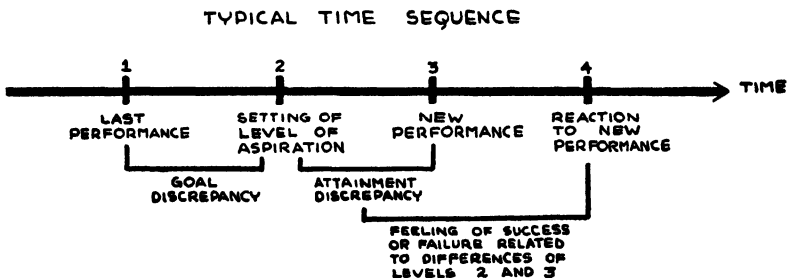 TYPICAL TIME SEQUENCE
1 2 3 4
TIME
LAST
PERFORMANCE
SETTING OF
LEVEL OF
ASPIRATION
NEW
PERFORMANCE
REACTION
TO NEW
PERFORMANCE
GOAL
DISCREPANCY
ATTAINMENT
DISCREPANCY
FEELING OF SUCCESS
OR FAILURE RELATED
TO DIFFERENCES OF
LEVELS 2 AND 3